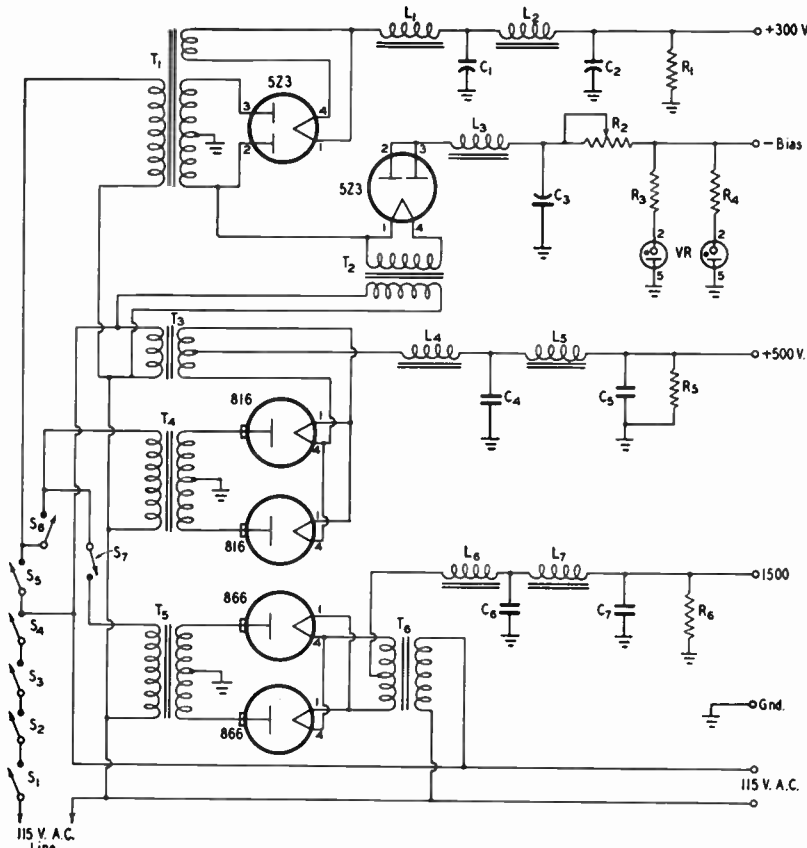 L1 L2 +300 V.
T1 C1 C2 R1
5Z3
3 4
2 1
L3 R2 - Bias
2 3
5Z3 C3 R3 R4
1 4
2 VR 2
5 5
T2
T3
L4 L5 +500 V.
C4 C5 R5
816
T4 1
4
S6
816 1
4
S7
S5
L6 L7 1500
866
T5 1
4
T6 C6 C7 R6
S4
S3
866 1
4
Gnd.
S2
S1
115 V. A.C.
115 V. A.C.
Line